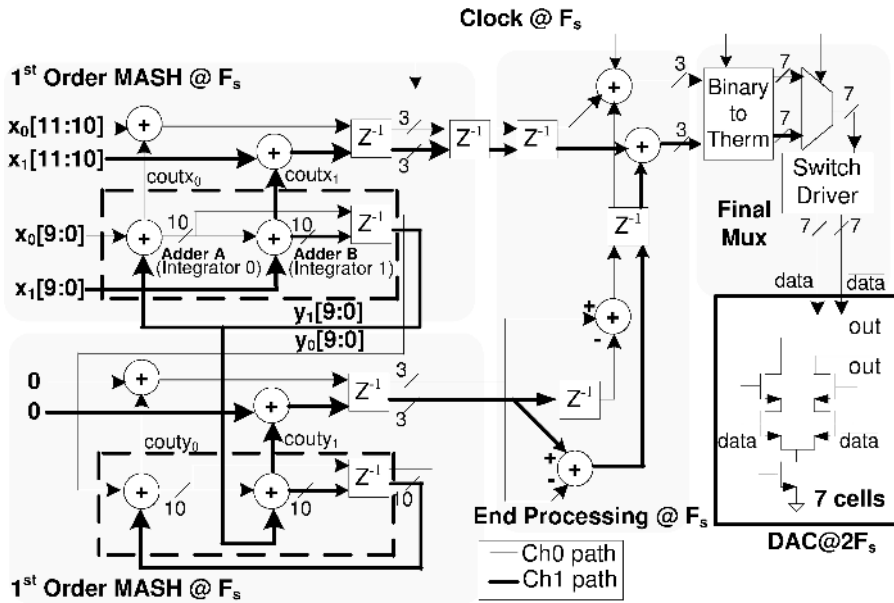 Clock @ Fs
1st Order MASH @ Fs
x0[11:10]
x1[11:10]
+
+
Z-1
3
3
Z-1
Z-1
+
+
3
3
Binary
to
Therm
7
7
7
Switch
Driver
Final
Mux
7
7
coutx0
coutx1
x0[9:0]
x1[9:0]
+
10
Adder A
(Integrator 0)
+
10
Adder B
(Integrator 1)
Z-1
Z-1
y1[9:0]
y0[9:0]
data
data
out
out
data
data
7 cells
DAC@2Fs
0
0
+
+
Z-1
3
3
+
-
+
Z-1
couty0
couty1
+
10
+
10
Z-1
10
+
-
+
End Processing @ Fs
Ch0 path
Ch1 path
1st Order MASH @ Fs